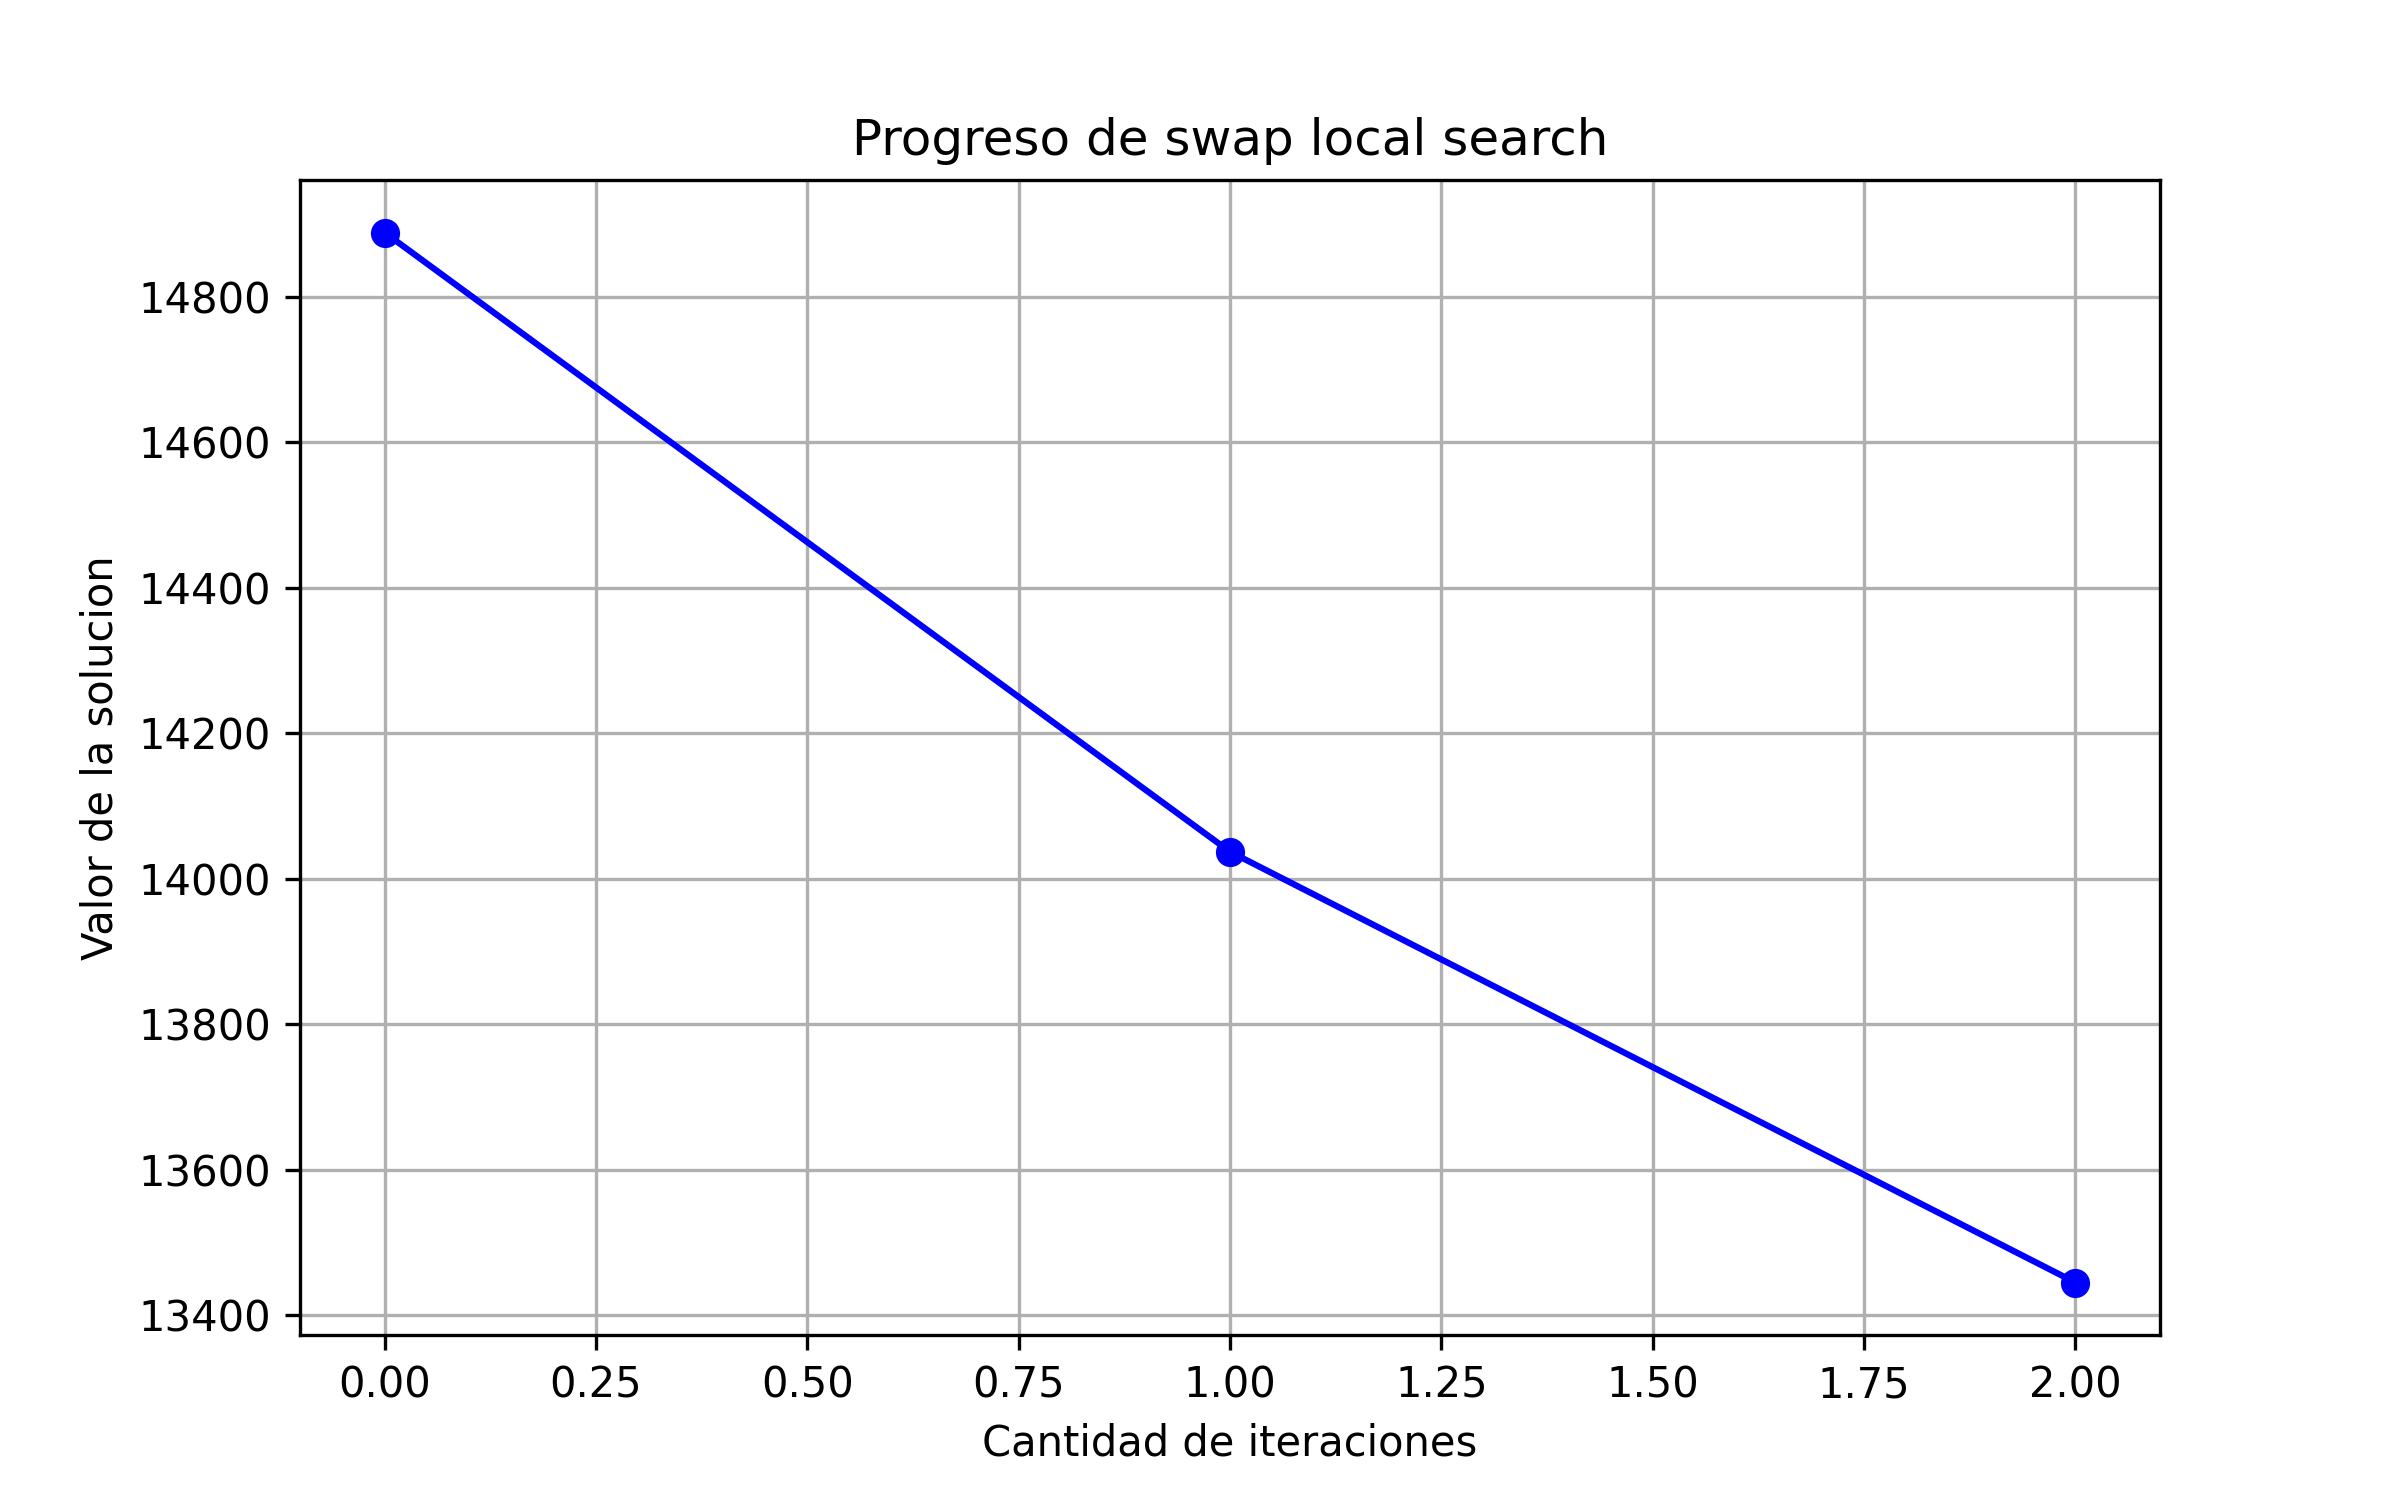 Progreso de swap local search
Valor de la solucion
14800
14600
14400
14200
14000
13800
13600
13400
0.00 0.25 0.50 0.75 1.00 1.25 1.50 1.75 2.00
Cantidad de iteraciones